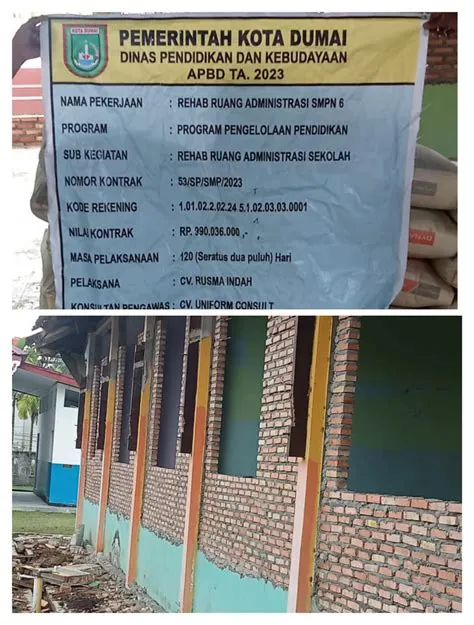 KOTA DUMAI
PEMERINTAH KOTA DUMAI
DINAS PENDIDIKAN DAN KEBUDAYAAN
APBD TA. 2023
NAMA PEKERJAAN : REHAB RUANG ADMINISTRASI SMPN 6
PROGRAM : PROGRAM PENGELOLAAN PENDIDIKAN
SUB KEGIATAN : REHAB RUANG ADMINISTRASI SEKOLAH
NOMOR KONTRAK : 53/SP/SMP/2023
KODE REKENING : 1.01.02.2.02.24 5.1.02.03.03.0001
NILAI KONTRAK : RP. 990.036.000 ,-
MASA PELAKSANAAN : 120 (Seratus dua puluh) Hari
PELAKSANA : CV. RUSMA INDAH
KONSULTAN PENGAWAS : CV. UNIFORM CONSULT